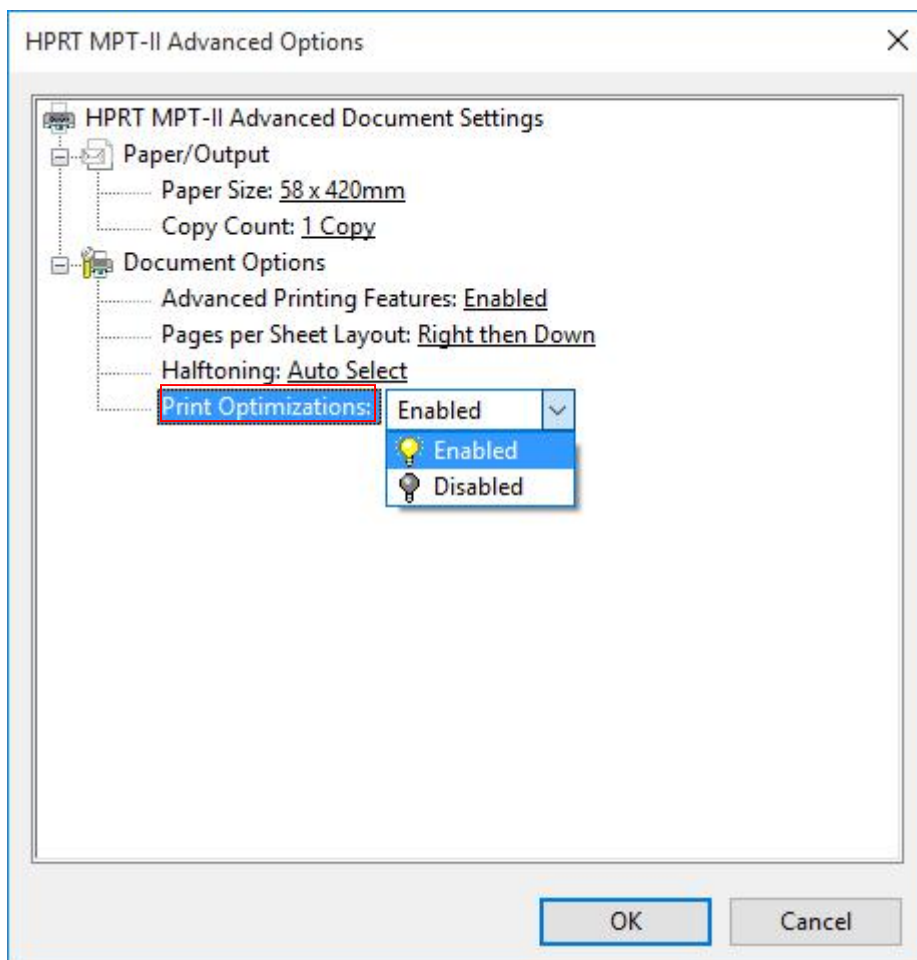 HPRT MPT-II Advanced Options
HPRT MPT-II Advanced Document Settings
Paper/Output
Paper Size: 58 x 420mm
Copy Count: 1 Copy
Document Options
Advanced Printing Features: Enabled
Pages per Sheet Layout: Right then Down
Halftoning: Auto Select
Print Optimizations: Enabled
Enabled
Disabled
OK Cancel